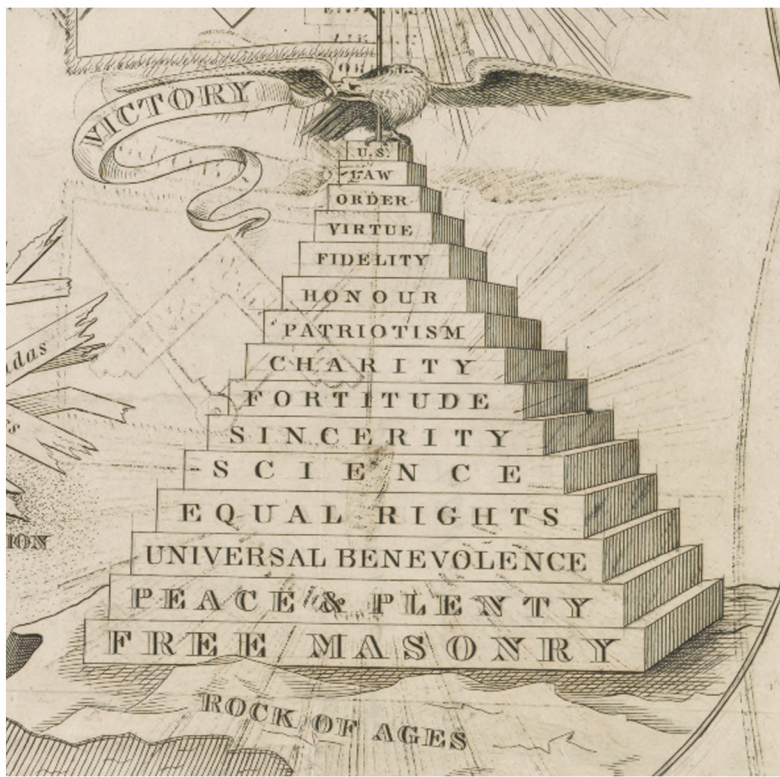 VICTORY
U.S.
LAW
ORDER
VIRTUE
FIDELITY
HONOUR
PATRIOTISM
CHARITY
FORTITUDE
SINCERITY
SCIENCE
EQUAL RIGHTS
UNIVERSAL BENEVOLENCE
PEACE & PLENTY
FREE MASONRY
ROCK OF AGES